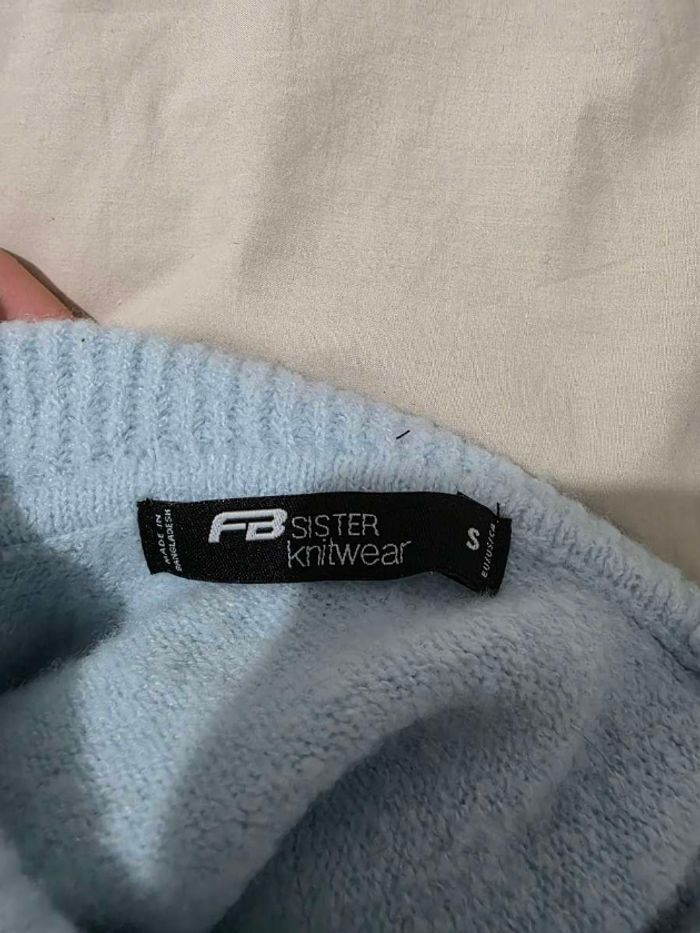 MADE IN
BANGLADESH
FB SISTER
knitwear
S
EU/US/CA